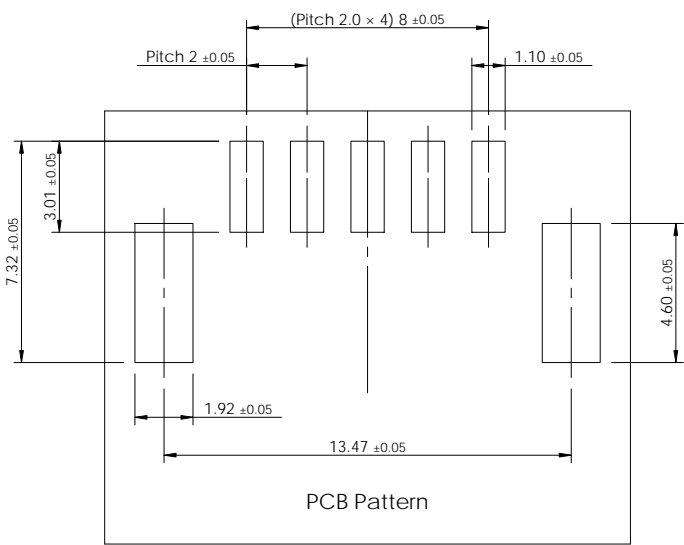 (Pitch 2.0 × 4) 8 ±0.05
Pitch 2 ±0.05
1.10 ±0.05
3.01 ±0.05
7.32 ±0.05
4.60 ±0.05
1.92 ±0.05
13.47 ±0.05
PCB Pattern